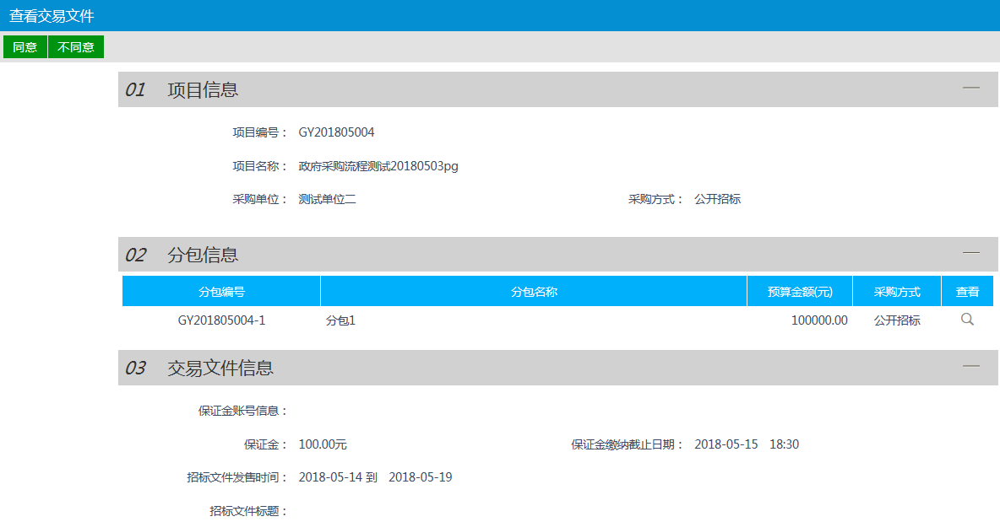 查看交易文件
同意 不同意
01 项目信息
项目编号： GY201805004
项目名称： 政府采购流程测试20180503pg
采购单位： 测试单位二 采购方式： 公开招标
02 分包信息
分包编号 分包名称 预算金额(元) 采购方式 查看
GY201805004-1 分包1 100000.00 公开招标
03 交易文件信息
保证金账号信息：
保证金： 100.00元 保证金缴纳截止日期： 2018-05-15 18:30
招标文件发售时间： 2018-05-14 到 2018-05-19
招标文件标题：